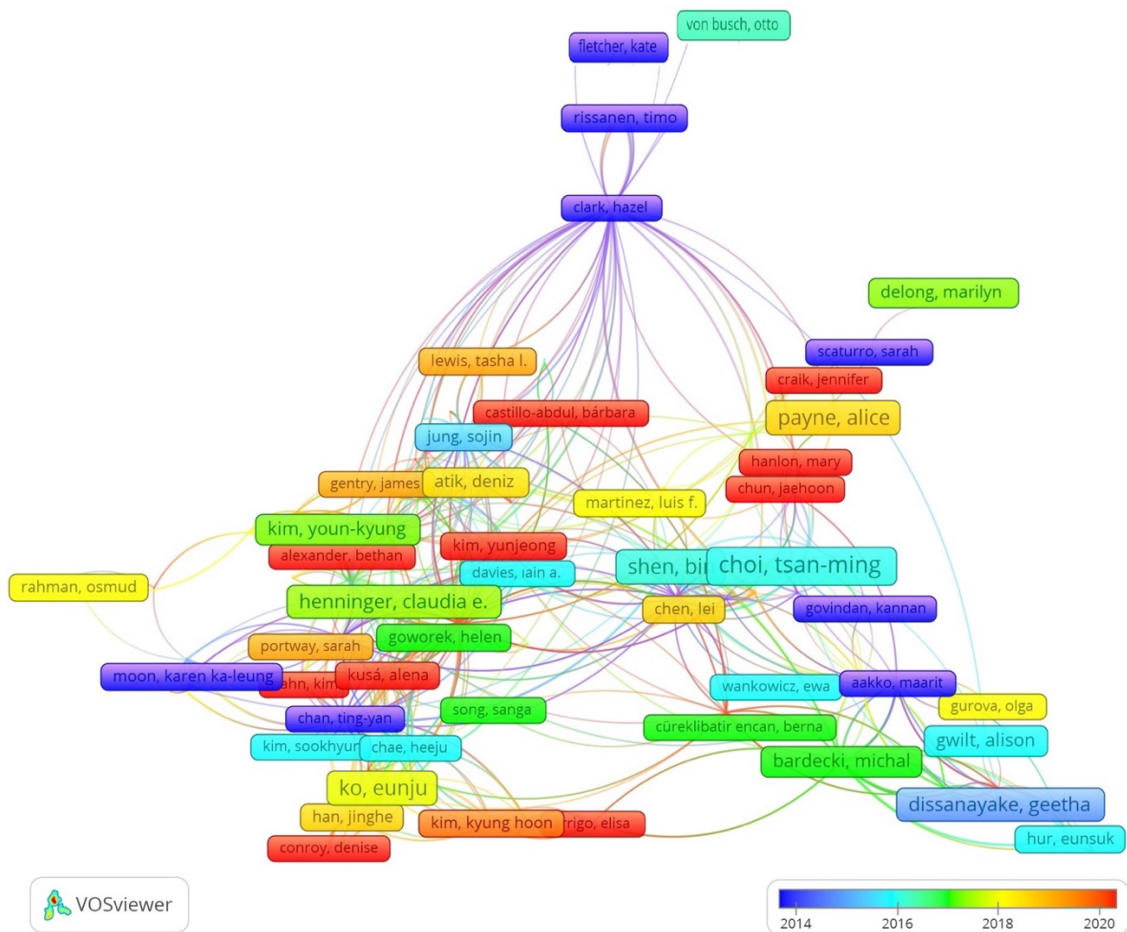 von busch, otto
fletcher, kate
rissanen, timo
clark, hazel
delong, marilyn
scaturro, sarah
lewis, tasha l.
craik, jennifer
castillo-abdul, bárbara
payne, alice
jung, sojin
hanlon, mary
gentry, james
atik, deniz
chun, jaehoon
martinez, luis f.
kim, youn-kyung
kim, yunjeong
alexander, bethan
shen, bin
choi, tsan-ming
davies, iain a.
rahman, osmud
henninger, claudia e.
chen, lei
govindan, kannan
goworek, helen
portway, sarah
moon, karen ka-leung
kusá, alena
ahn, kim
wankowicz, ewa
aakko, maarit
gurova, olga
song, sanga
chan, ting-yan
cüreklibatir encan, berna
gwilt, alison
kim, sookhyun
chae, heeju
bardecki, michal
ko, eunju
dissanayake, geetha
han, jinghe
kim, kyung hoon
rrigo, elisa
hur, eunsuk
conroy, denise
VOSviewer
2014 2016 2018 2020